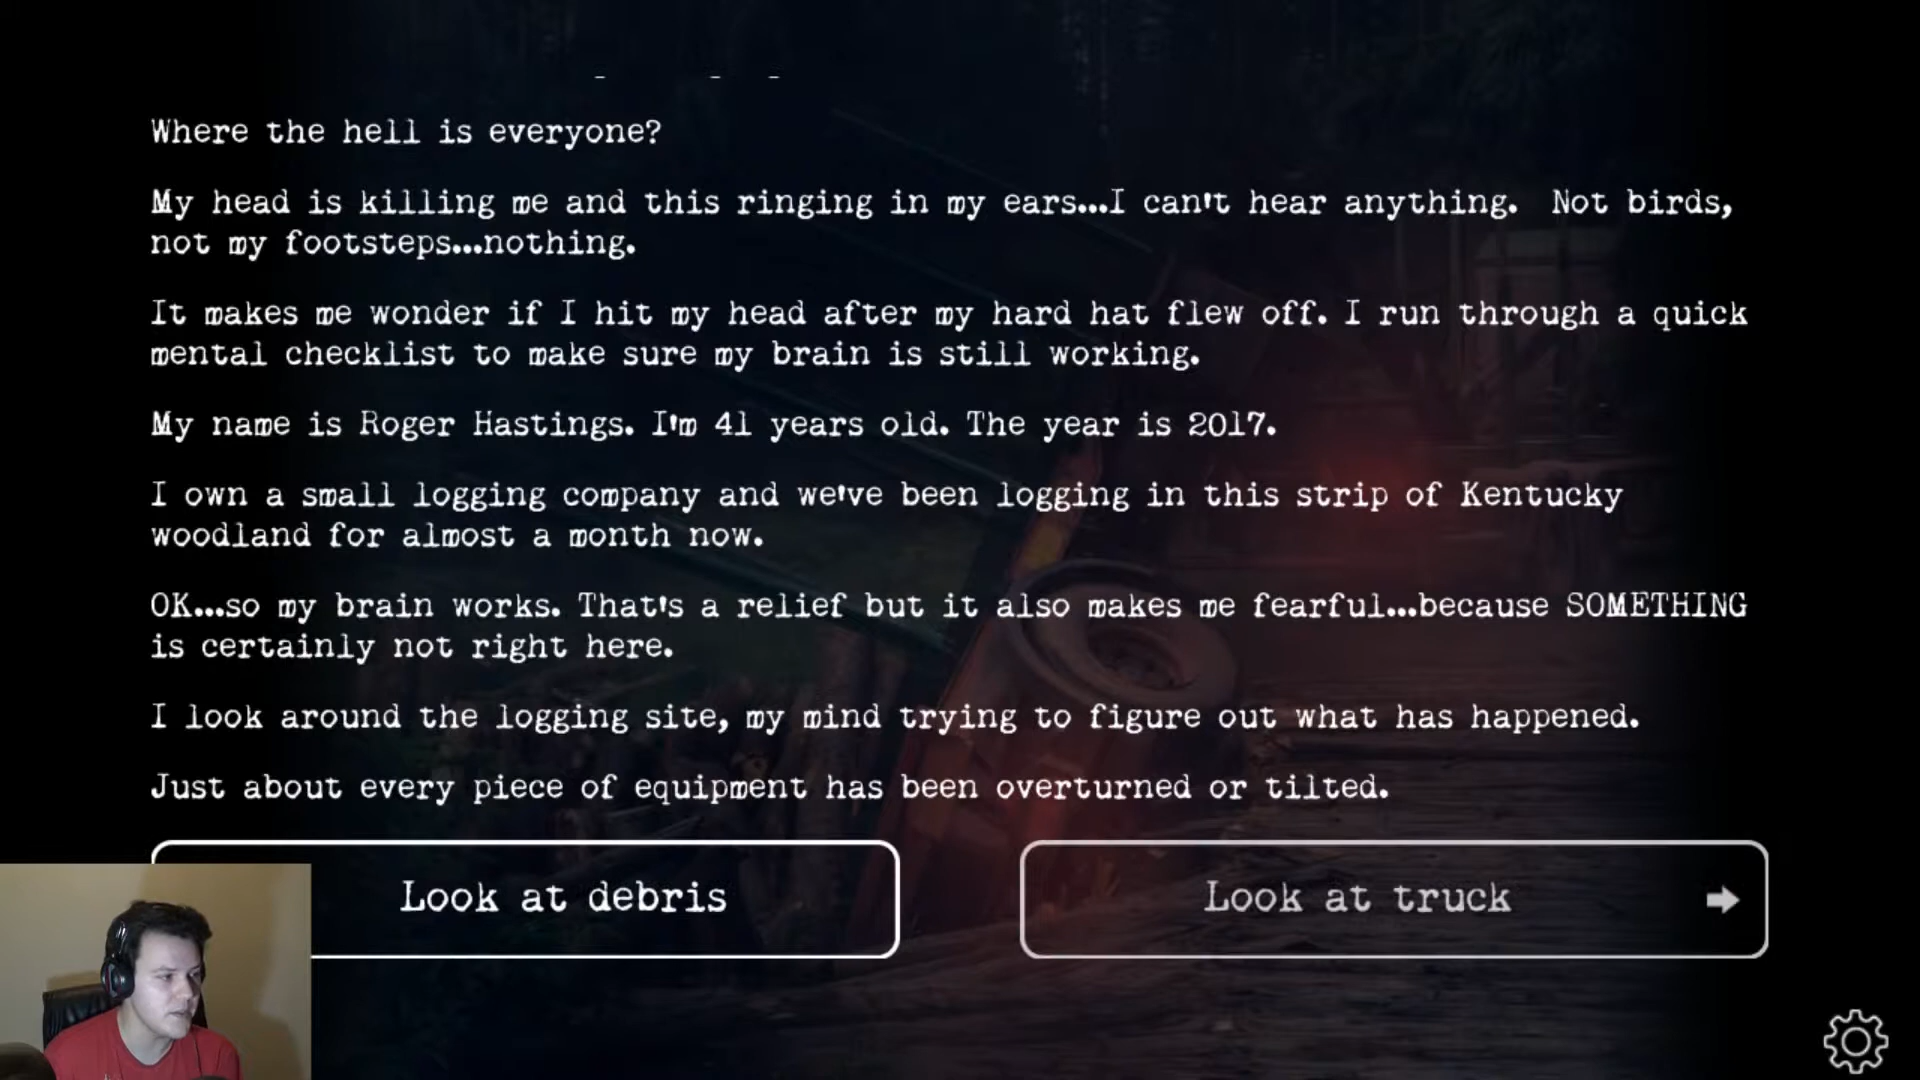 Where the hell is everyone?
My head is killing me and this ringing in my ears...I can't hear anything.  Not birds,
not my footsteps...nothing.
It makes me wonder if I hit my head after my hard hat flew off. I run through a quick
mental checklist to make sure my brain is still working.
My name is Roger Hastings. I'm 41 years old. The year is 2017.
I own a small logging company and we've been logging in this strip of Kentucky
woodland for almost a month now.
OK...so my brain works. That's a relief but it also makes me fearful...because SOMETHING
is certainly not right here.
I look around the logging site, my mind trying to figure out what has happened.
Just about every piece of equipment has been overturned or tilted.
Look at debris
Look at truck